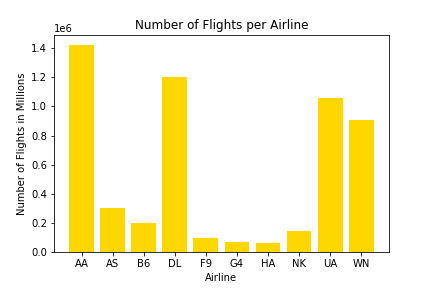 Number of Flights per Airline
1e6
Number of Flights in Millions
1.4
1.2
1.0
0.8
0.6
0.4
0.2
0.0
AA AS B6 DL F9 G4 HA NK UA WN
Airline